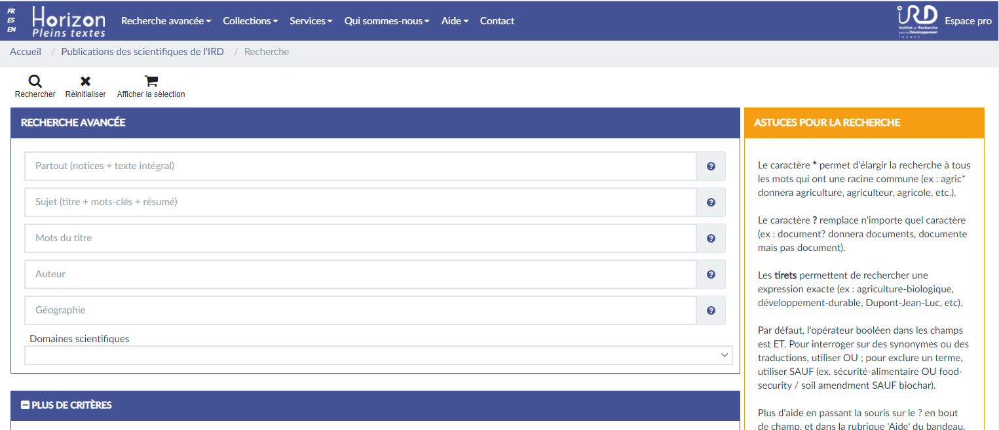 FR
ES
EN
Horizon
Pleins textes
Recherche avancée
Collections
Services
Qui sommes-nous
Aide
Contact
iRD
Institut de Recherche
pour le Développement
FRANCE
Espace pro
Accueil / Publications des scientifiques de l'IRD / Recherche
Rechercher
Réinitialiser
Afficher la sélection
RECHERCHE AVANCÉE
Partout (notices + texte intégral)
Sujet (titre + mots-clés + résumé)
Mots du titre
Auteur
Géographie
Domaines scientifiques
PLUS DE CRITÈRES
ASTUCES POUR LA RECHERCHE
Le caractère * permet d'élargir la recherche à tous
les mots qui ont une racine commune (ex : agric*
donnera agriculture, agriculteur, agricole, etc.).
Le caractère ? remplace n'importe quel caractère
(ex : document? donnera documents, documente
mais pas document).
Les tirets permettent de rechercher une
expression exacte (ex : agriculture-biologique,
développement-durable, Dupont-Jean-Luc, etc).
Par défaut, l'opérateur booléen dans les champs
est ET. Pour interroger sur des synonymes ou des
traductions, utiliser OU ; pour exclure un terme,
utiliser SAUF (ex. sécurité-alimentaire OU food-
security / soil amendment SAUF biochar).
Plus d'aide en passant la souris sur le ? en bout
de champ, et dans la rubrique 'Aide' du bandeau.